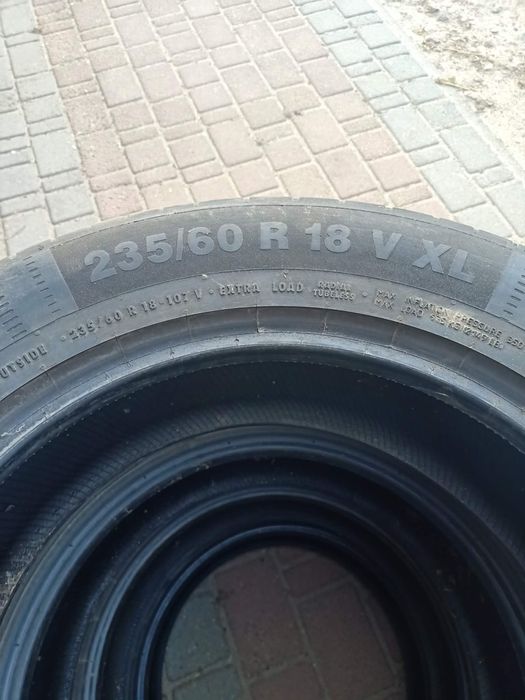 235/60 R 18 V XL
OUTSIDE • 235/60 R 18 - 107 V • EXTRA LOAD RADIAL TUBELESS • MAX INFLATION PRESSURE
MAX LOAD